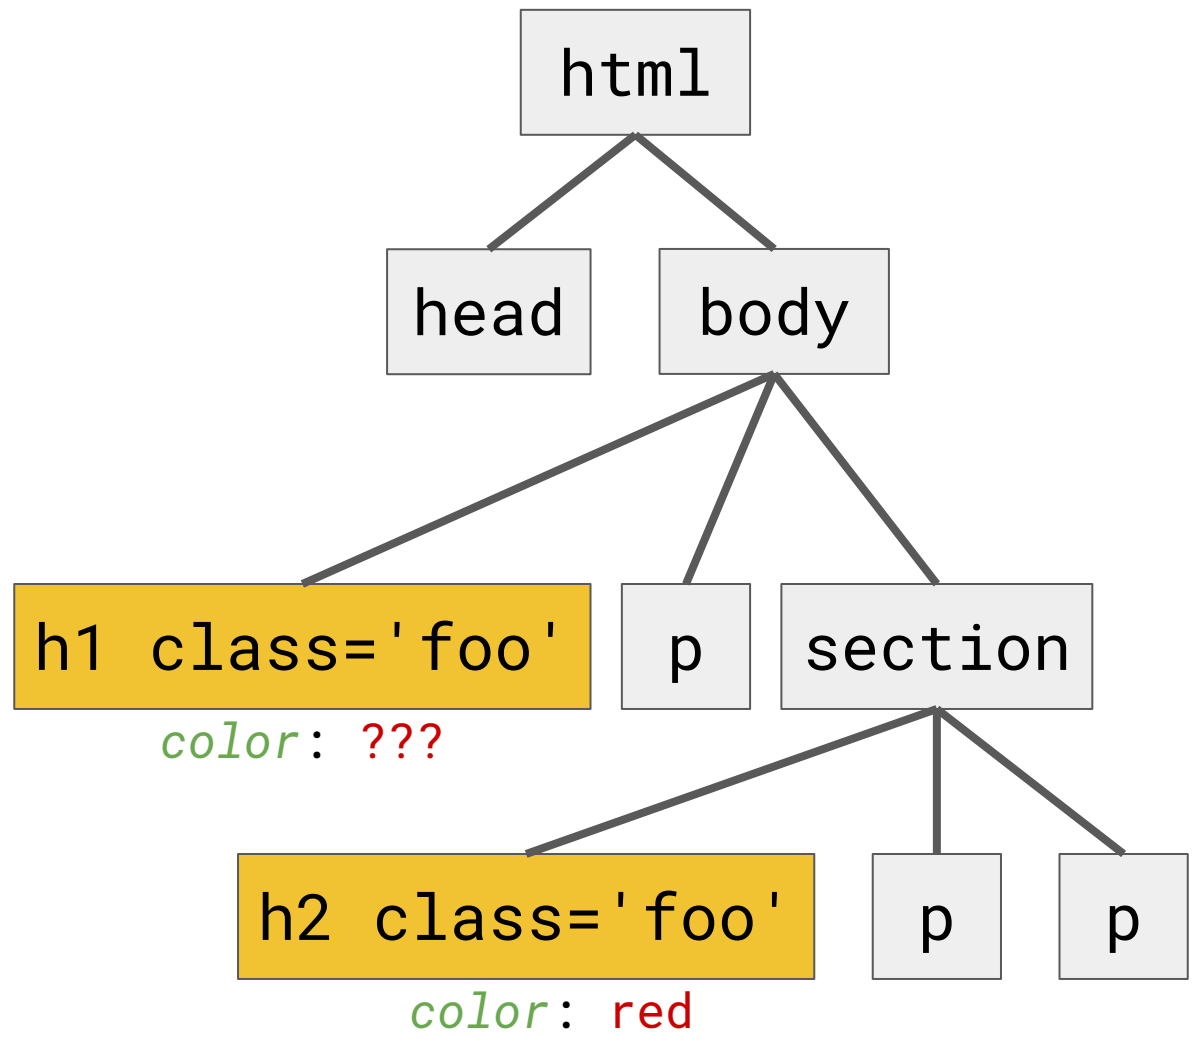 html
head
body
h1 class='foo'
p
section
color: ???
h2 class='foo'
p
p
color: red